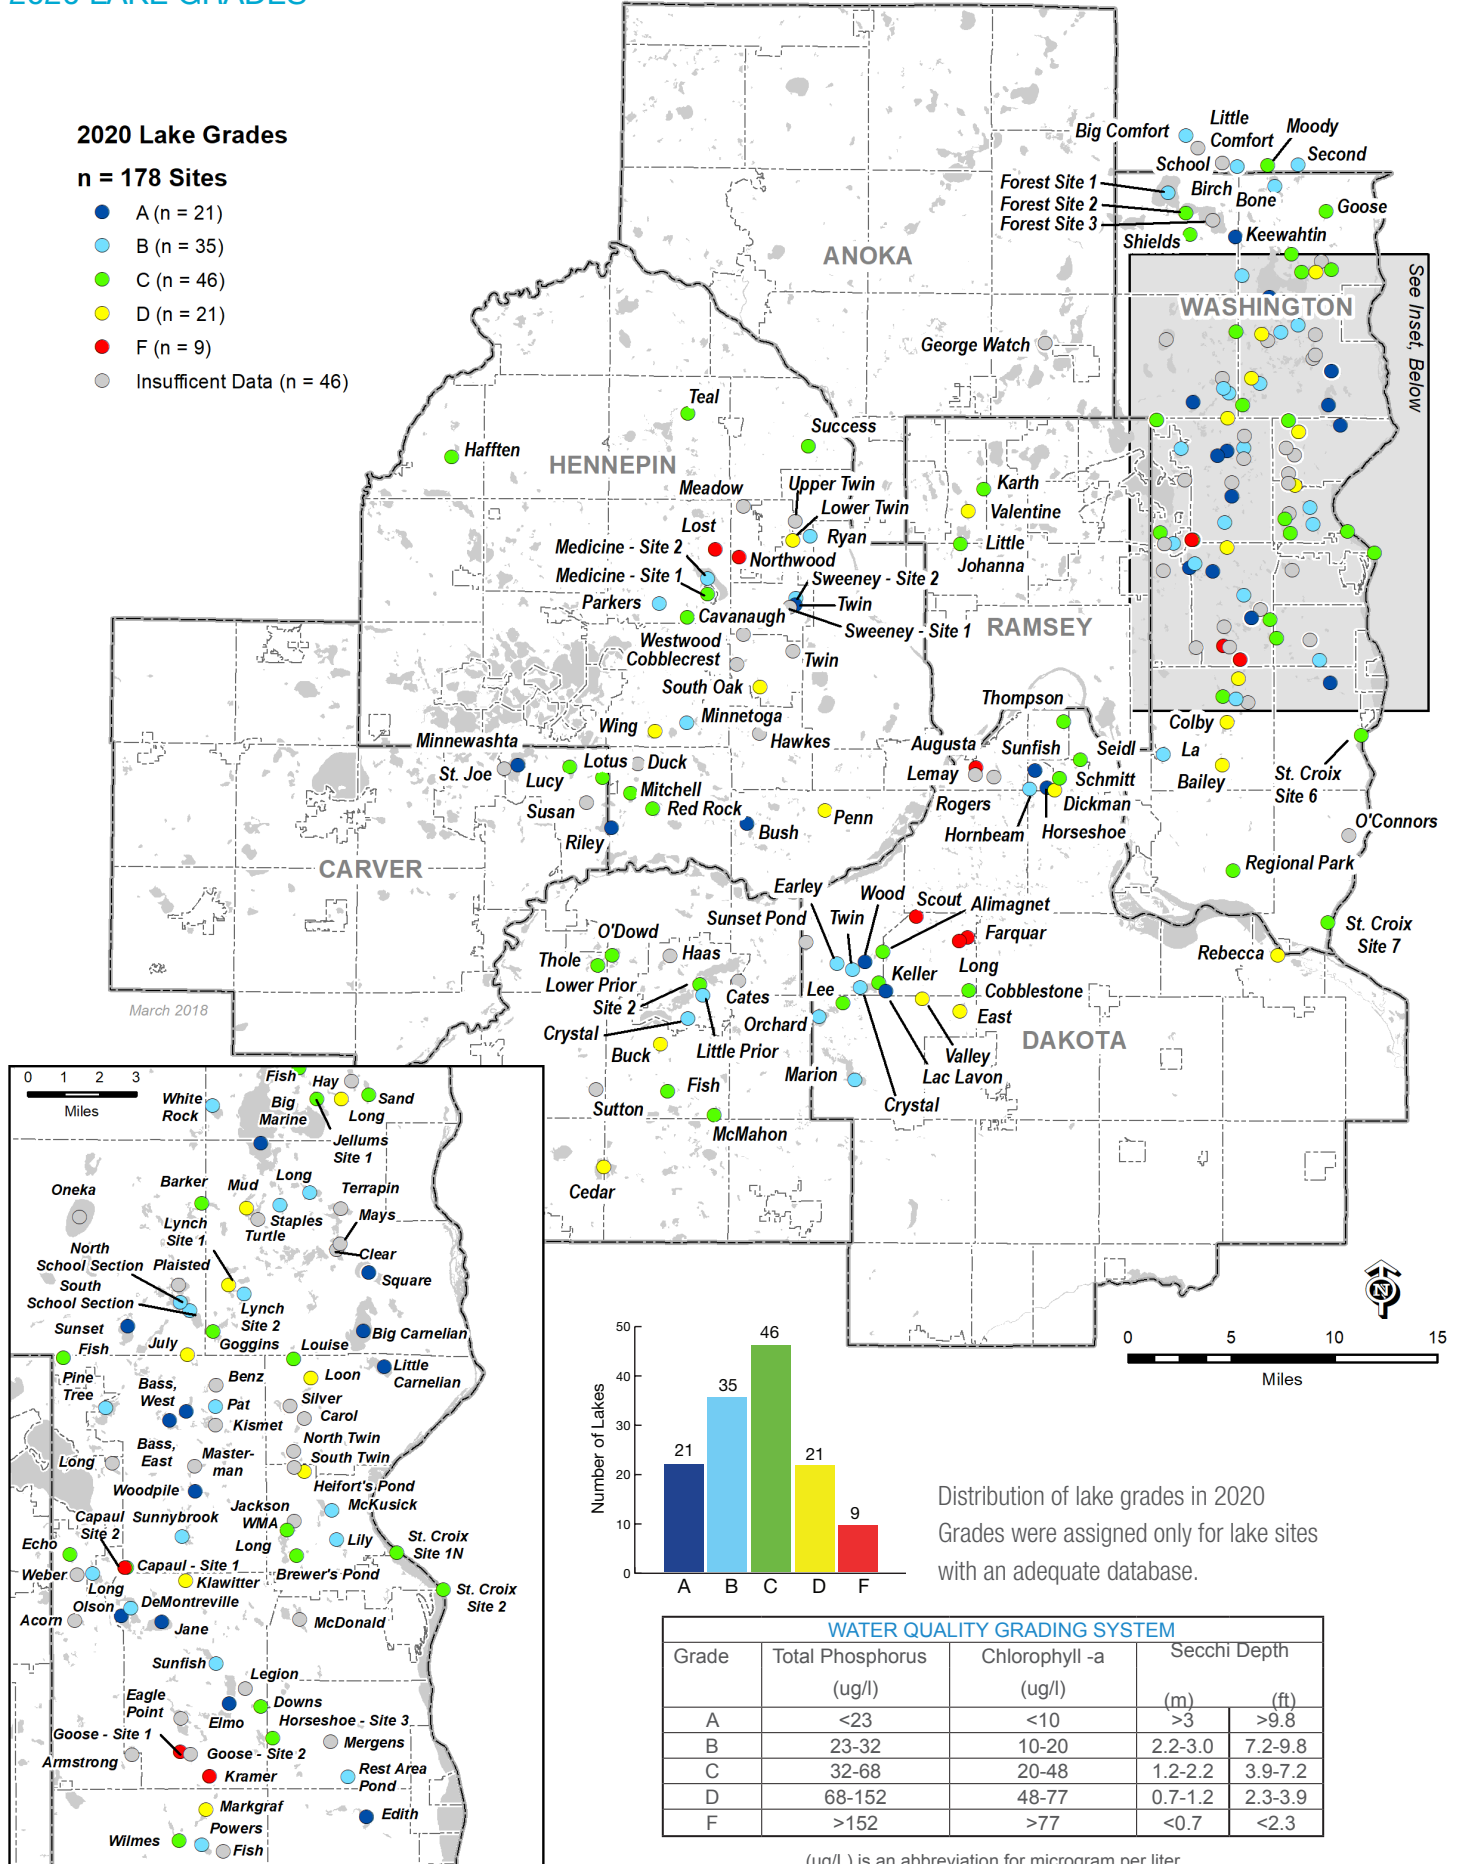 2020 LAKE GRADES
2020 Lake Grades
n = 178 Sites
A (n = 21)
B (n = 35)
C (n = 46)
D (n = 21)
F (n = 9)
Insufficent Data (n = 46)
Big Comfort
Little
Comfort
Moody
School
Second
Forest Site 1
Birch
Bone
Forest Site 2
Goose
Forest Site 3
Shields
Keewahtin
ANOKA
WASHINGTON
See Inset, Below
George Watch
Teal
Success
Hafften
HENNEPIN
Meadow
Upper Twin
Karth
Lower Twin
Valentine
Lost
Ryan
Little
Johanna
Medicine - Site 2
Northwood
Medicine - Site 1
Sweeney - Site 2
Parkers
Twin
Cavanaugh
Sweeney - Site 1
RAMSEY
Westwood
Cobblecrest
Twin
South Oak
Thompson
Wing
Minnetoga
Colby
Minnewashta
Hawkes
Augusta
Sunfish
Seidl
La
St. Joe
Lotus
Duck
Lemay
Schmitt
Bailey
St. Croix
Site 6
Lucy
Mitchell
Rogers
Dickman
Susan
Red Rock
Penn
Hornbeam
Horseshoe
O'Connors
Riley
Bush
CARVER
Regional Park
Earley
Wood
Scout
Alimagnet
Sunset Pond
Twin
St. Croix
Site 7
O'Dowd
Farquar
Thole
Haas
Rebecca
Lower Prior
Site 2
Long
Keller
Lee
Cates
Cobblestone
March 2018
Orchard
East
Crystal
Buck
Little Prior
Valley
DAKOTA
Marion
Lac Lavon
Fish
Sutton
Crystal
McMahon
Cedar
0 1 2 3
Miles
Fish
Hay
White
Rock
Big
Marine
Sand
Long
Jellums
Site 1
Oneka
Barker
Mud
Long
Terrapin
Lynch
Site 1
Staples
Turtle
Mays
North
School Section
Plaisted
Clear
South
School Section
Square
Lynch
Site 2
Sunset
Goggins
Big Carnelian
Fish
July
Louise
Little
Carnelian
Pine
Tree
Bass,
West
Benz
Loon
Pat
Silver
Carol
Kismet
Bass,
East
North Twin
Long
Master-
man
South Twin
Woodpile
Heifort's Pond
Jackson
WMA
McKusick
Capaul
Site 2
Sunnybrook
St. Croix
Site 1N
Echo
Long
Lily
Weber
Capaul - Site 1
Brewer's Pond
Long
Klawitter
St. Croix
Site 2
Olson
DeMontreville
Acorn
Jane
McDonald
Sunfish
Legion
Eagle
Point
Downs
Elmo
Horseshoe - Site 3
Goose - Site 1
Mergens
Armstrong
Goose - Site 2
Kramer
Rest Area
Pond
Markgraf
Edith
Powers
Wilmes
Fish
N
0 5 10 15
Miles
Number of Lakes
50
40
30
20
10
0
21 35 46 21 9
A B C D F
Distribution of lake grades in 2020
Grades were assigned only for lake sites
with an adequate database.
WATER QUALITY GRADING SYSTEM
Grade Total Phosphorus Chlorophyll -a Secchi Depth
(ug/l) (ug/l) (m) (ft)
A <23 <10 >3 >9.8
B 23-32 10-20 2.2-3.0 7.2-9.8
C 32-68 20-48 1.2-2.2 3.9-7.2
D 68-152 48-77 0.7-1.2 2.3-3.9
F >152 >77 <0.7 <2.3
(ug/L) is an abbreviation for microgram per liter